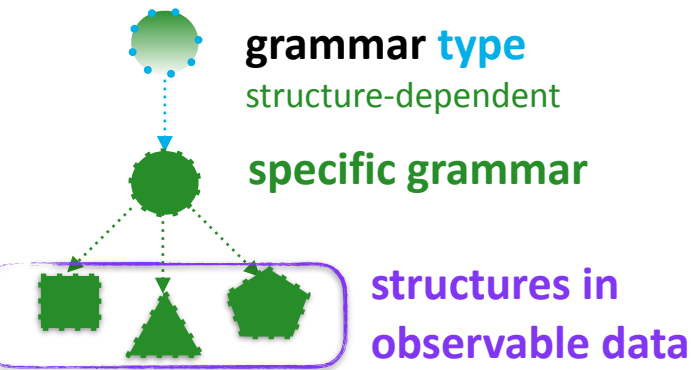 grammar type
structure-dependent
specific grammar
structures in
observable data